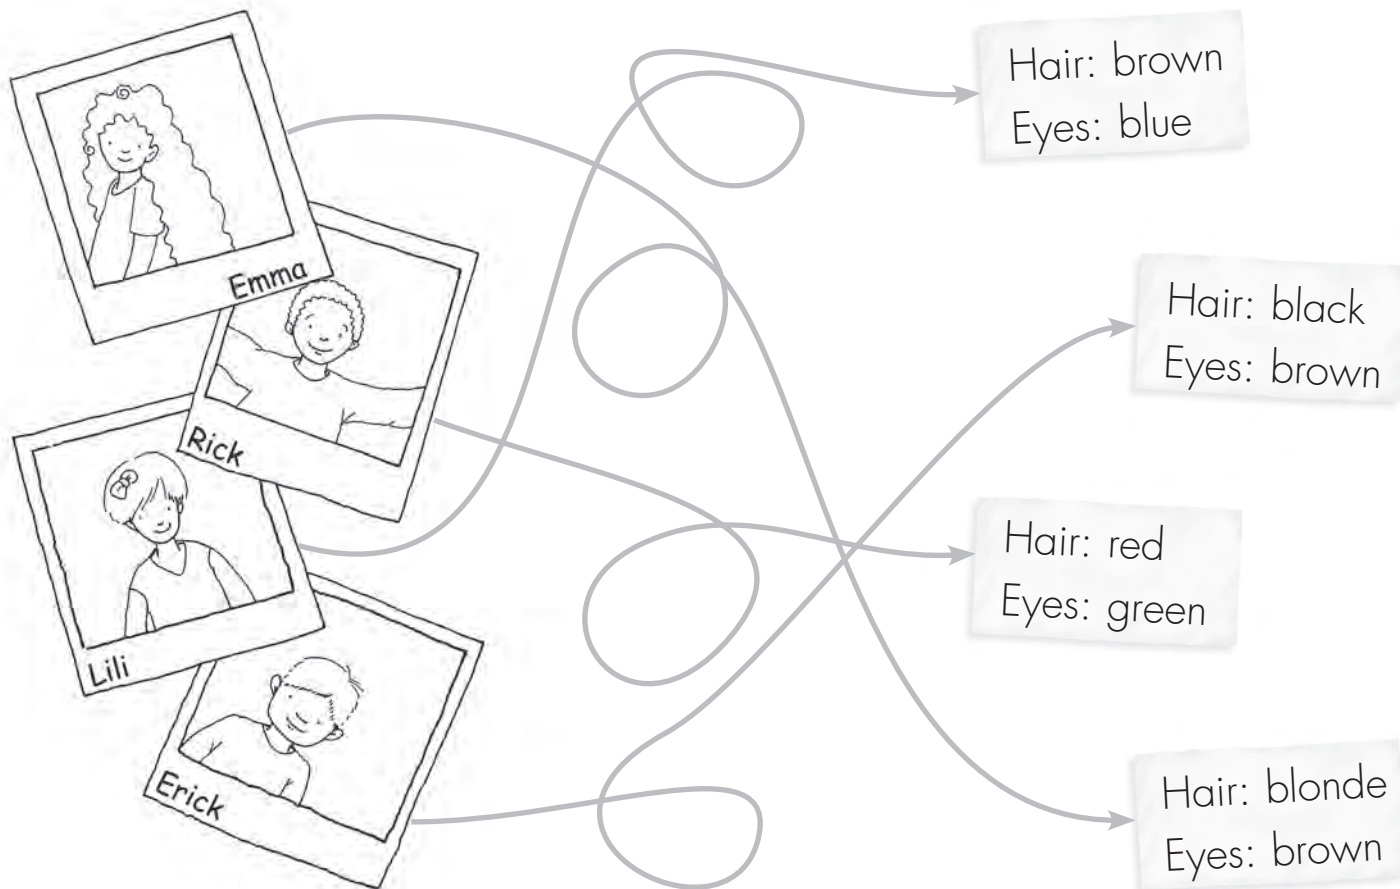 Emma
Rick
Lili
Erick
Hair: brown
Eyes: blue
Hair: black
Eyes: brown
Hair: red
Eyes: green
Hair: blonde
Eyes: brown